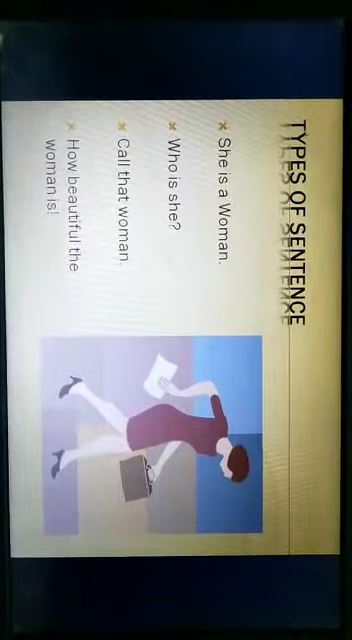 TYPES OF SENTENCE
She is a Woman.
Who is she?
Call that woman.
How beautiful the
woman is!